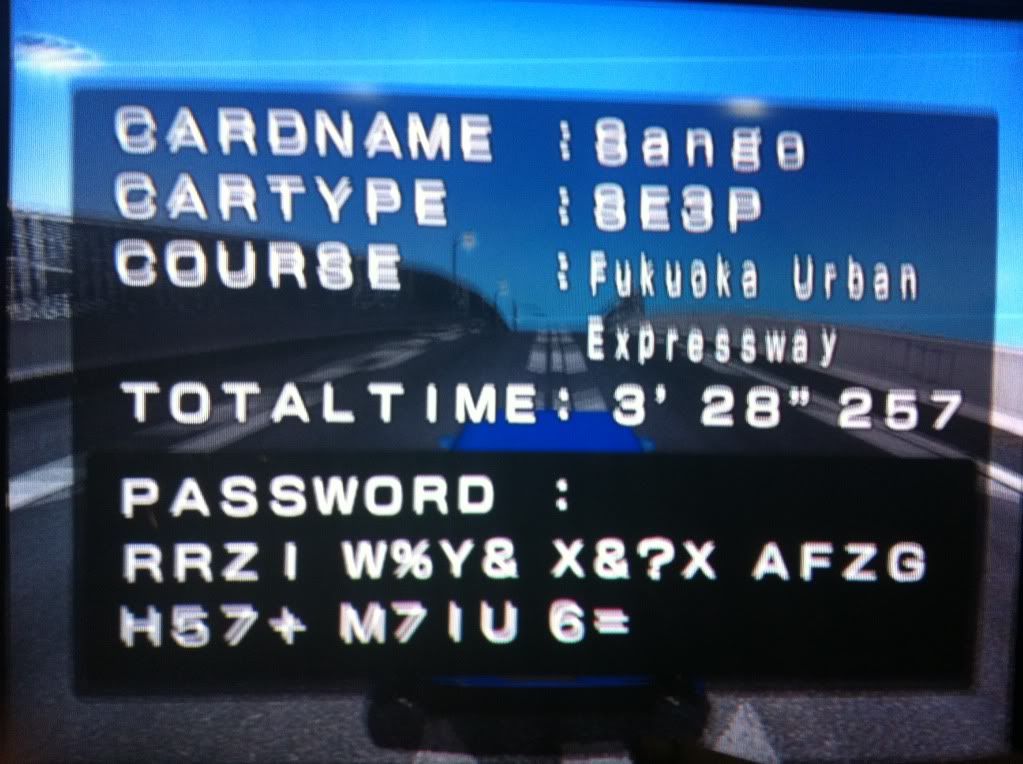 CARDNAME : Sango
CARTYPE : SE3P
COURSE : Fukuoka Urban
Expressway
TOTALTIME: 3' 28" 257
PASSWORD :
RRZI W%Y& X&?X AFZG
H57+ M7IU 6=